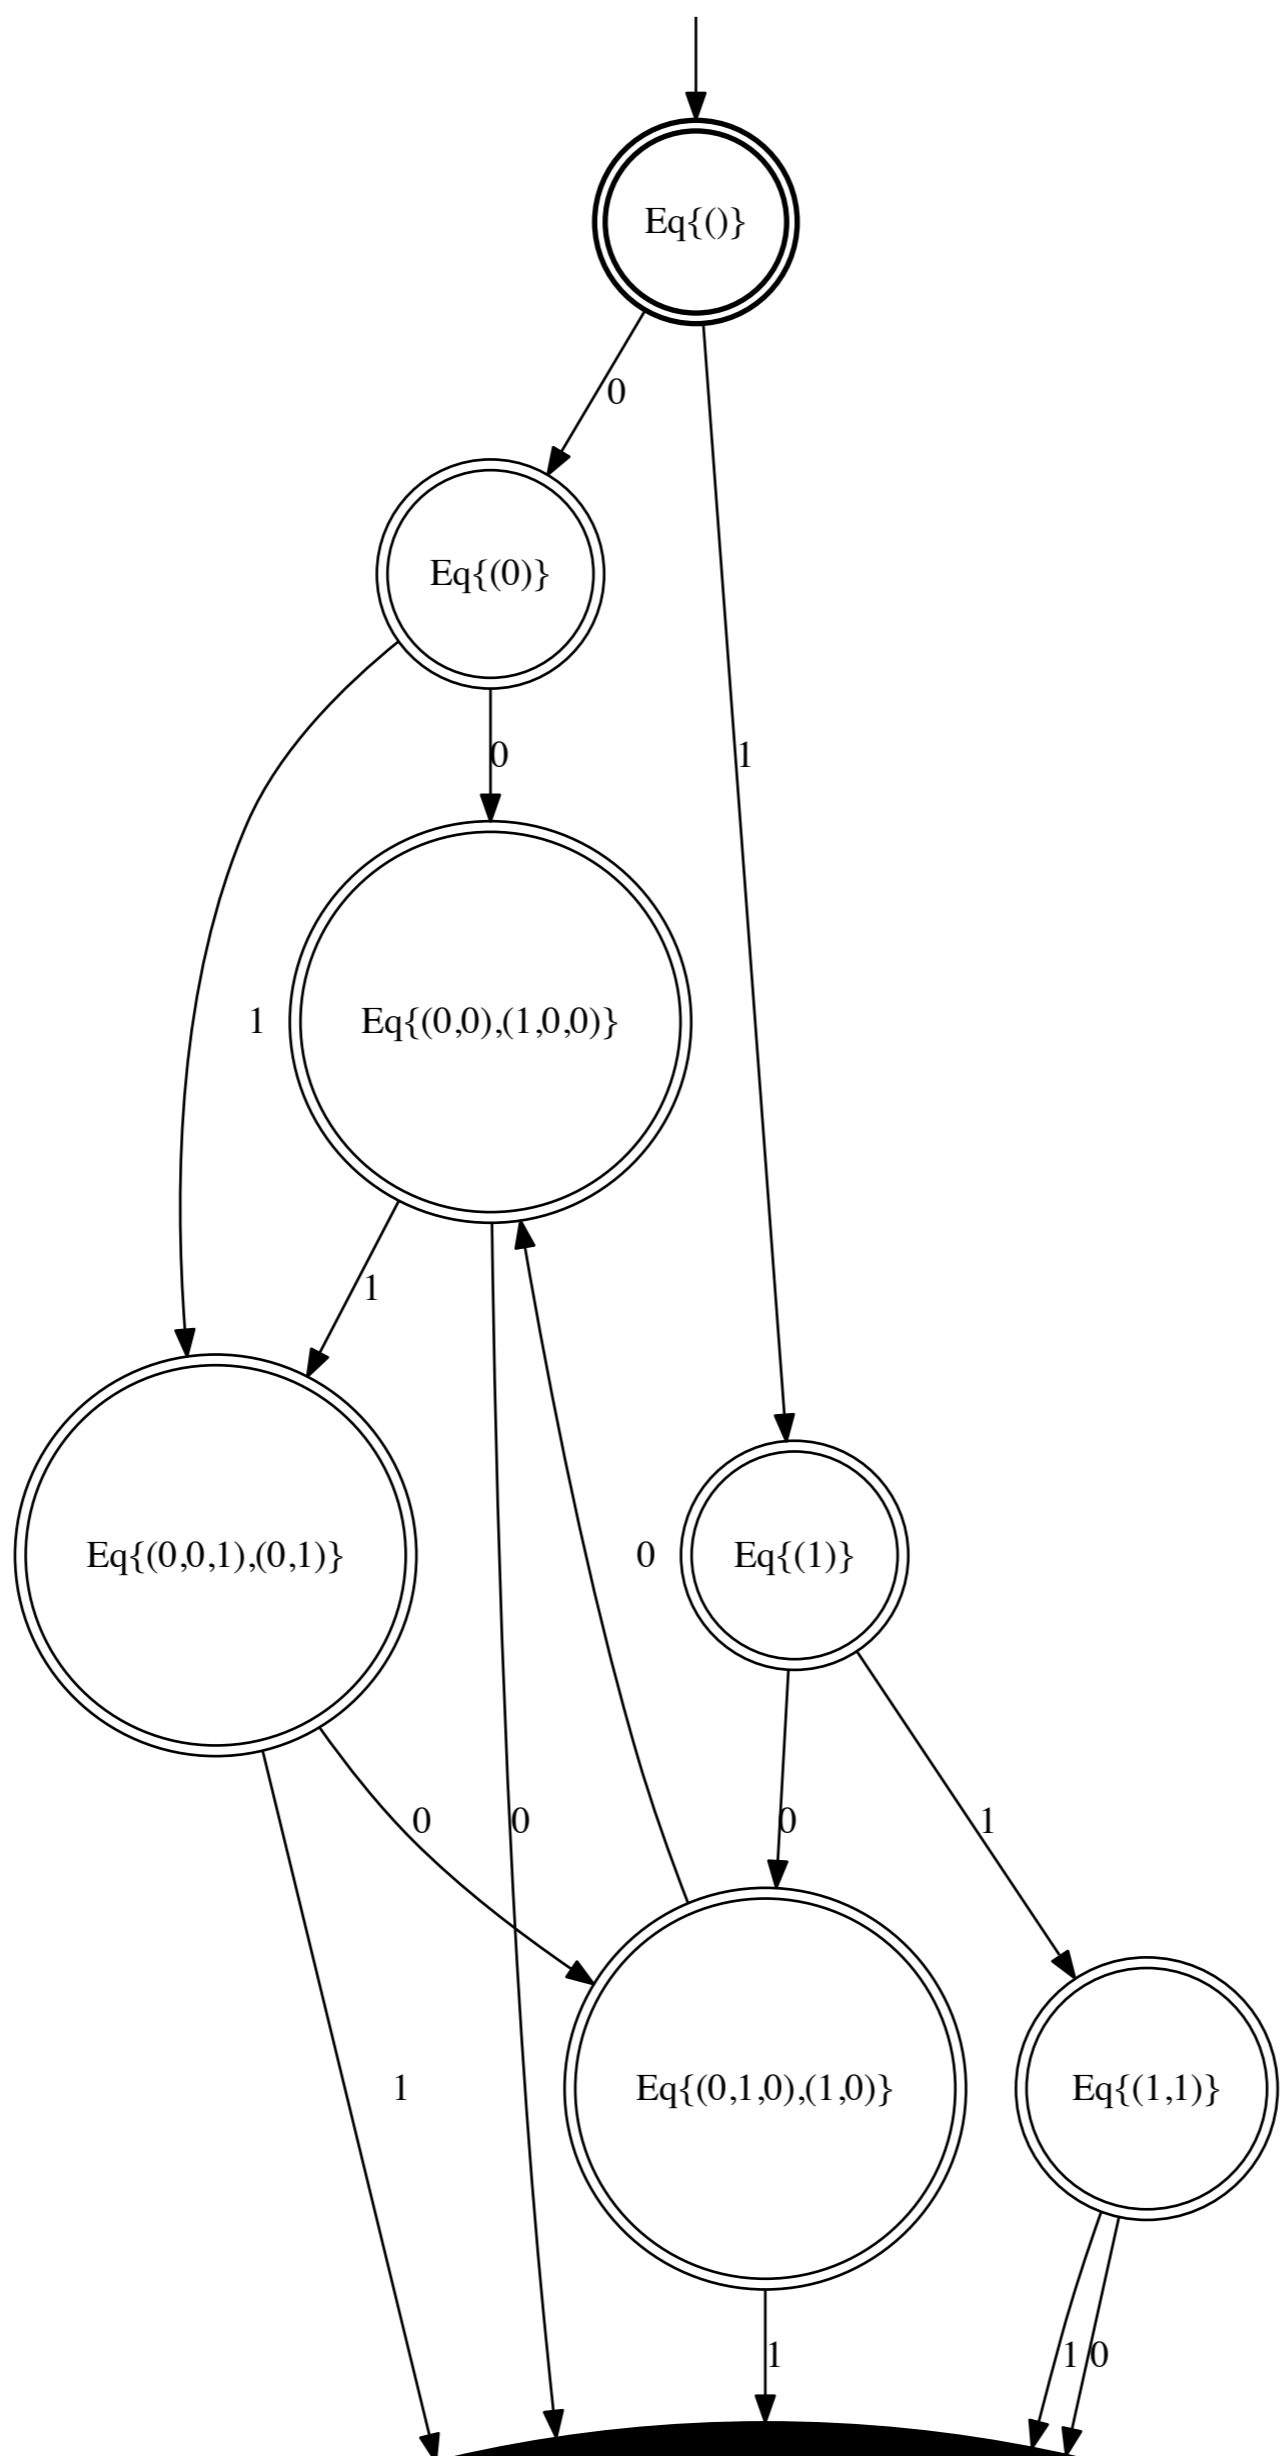 Eq{()}
0
Eq{(0)}
0
1
1
Eq{(0,0),(1,0,0)}
1
Eq{(0,0,1),(0,1)}
0
Eq{(1)}
0
0
0
1
1
Eq{(0,1,0),(1,0)}
Eq{(1,1)}
1
1
0